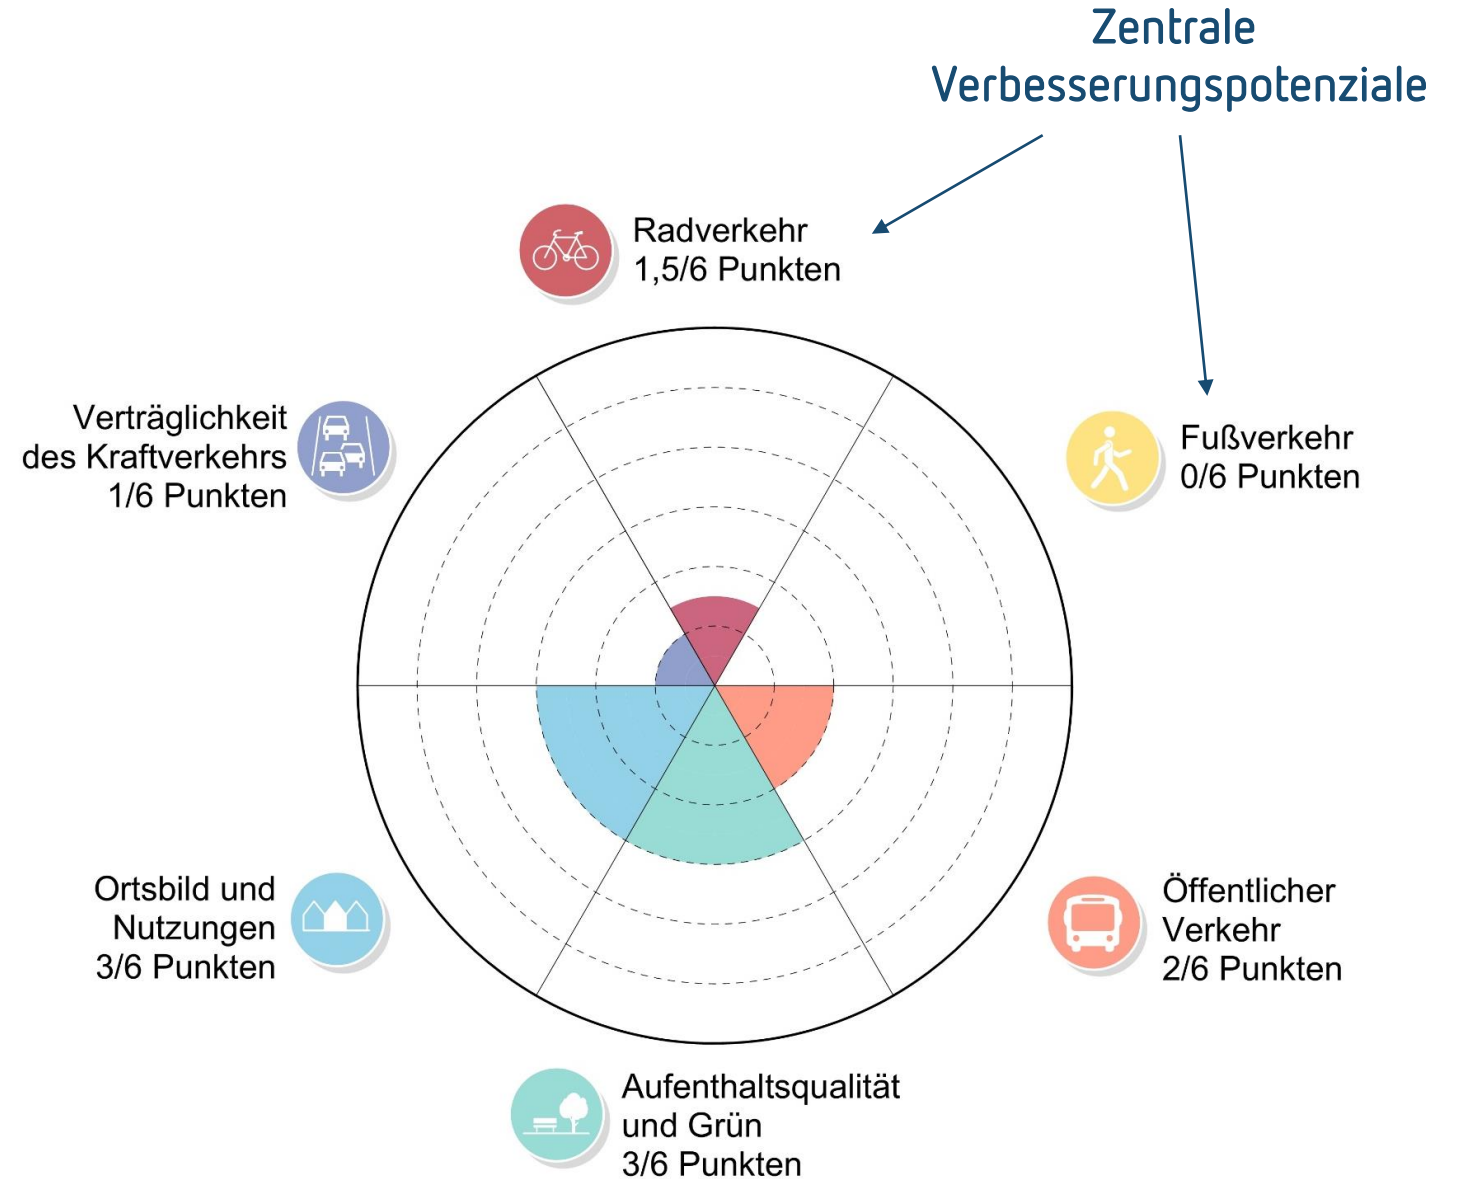 Zentrale
Verbesserungspotenziale
Radverkehr
1,5/6 Punkten
Verträglichkeit
des Kraftverkehrs
1/6 Punkten
Fußverkehr
0/6 Punkten
Ortsbild und
Nutzungen
3/6 Punkten
Öffentlicher
Verkehr
2/6 Punkten
Aufenthaltsqualität
und Grün
3/6 Punkten